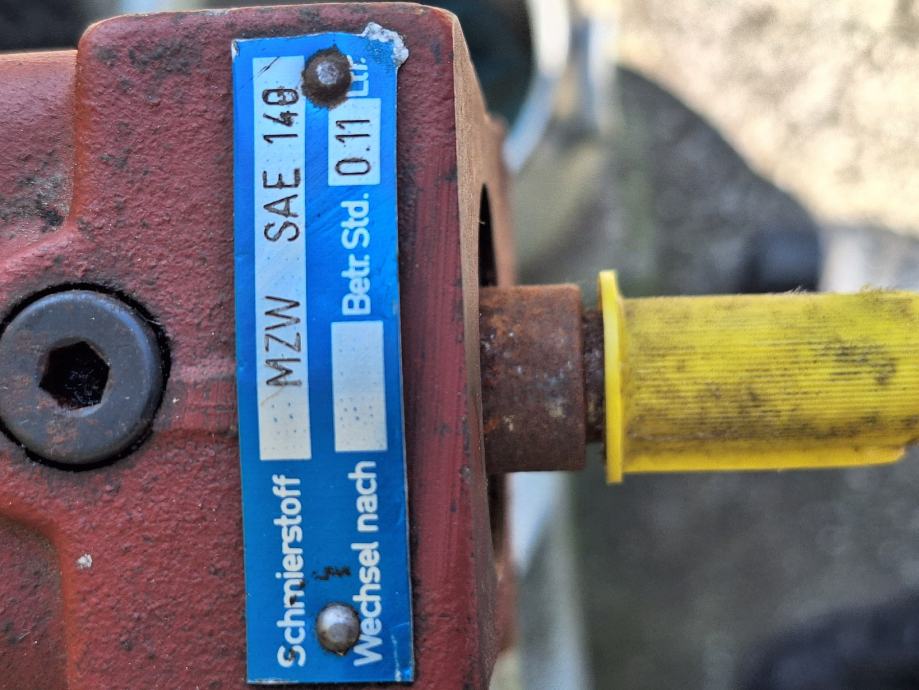 Schmierstoff MZW SAE 140
Wechsel nach Betr. Std. 0.11 Ltr.